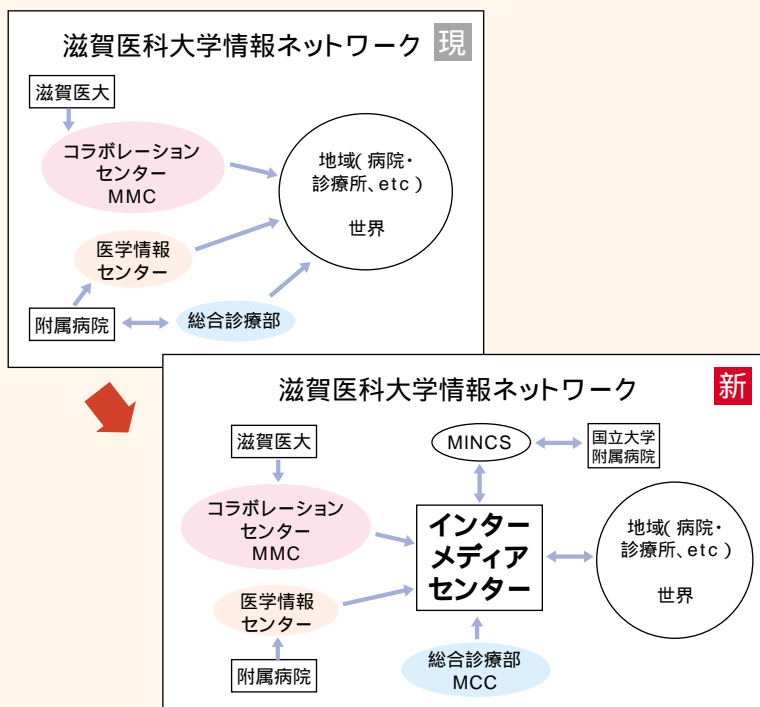 滋賀医科大学情報ネットワーク 現
滋賀医大
コラボレーション
センター
MMC
地域(病院・
診療所、etc)
世界
医学情報
センター
附属病院
総合診療部
滋賀医科大学情報ネットワーク 新
滋賀医大
MINCS
国立大学
附属病院
コラボレーション
センター
MMC
インター
メディア
センター
地域(病院・
診療所、etc)
世界
医学情報
センター
附属病院
総合診療部
MCC